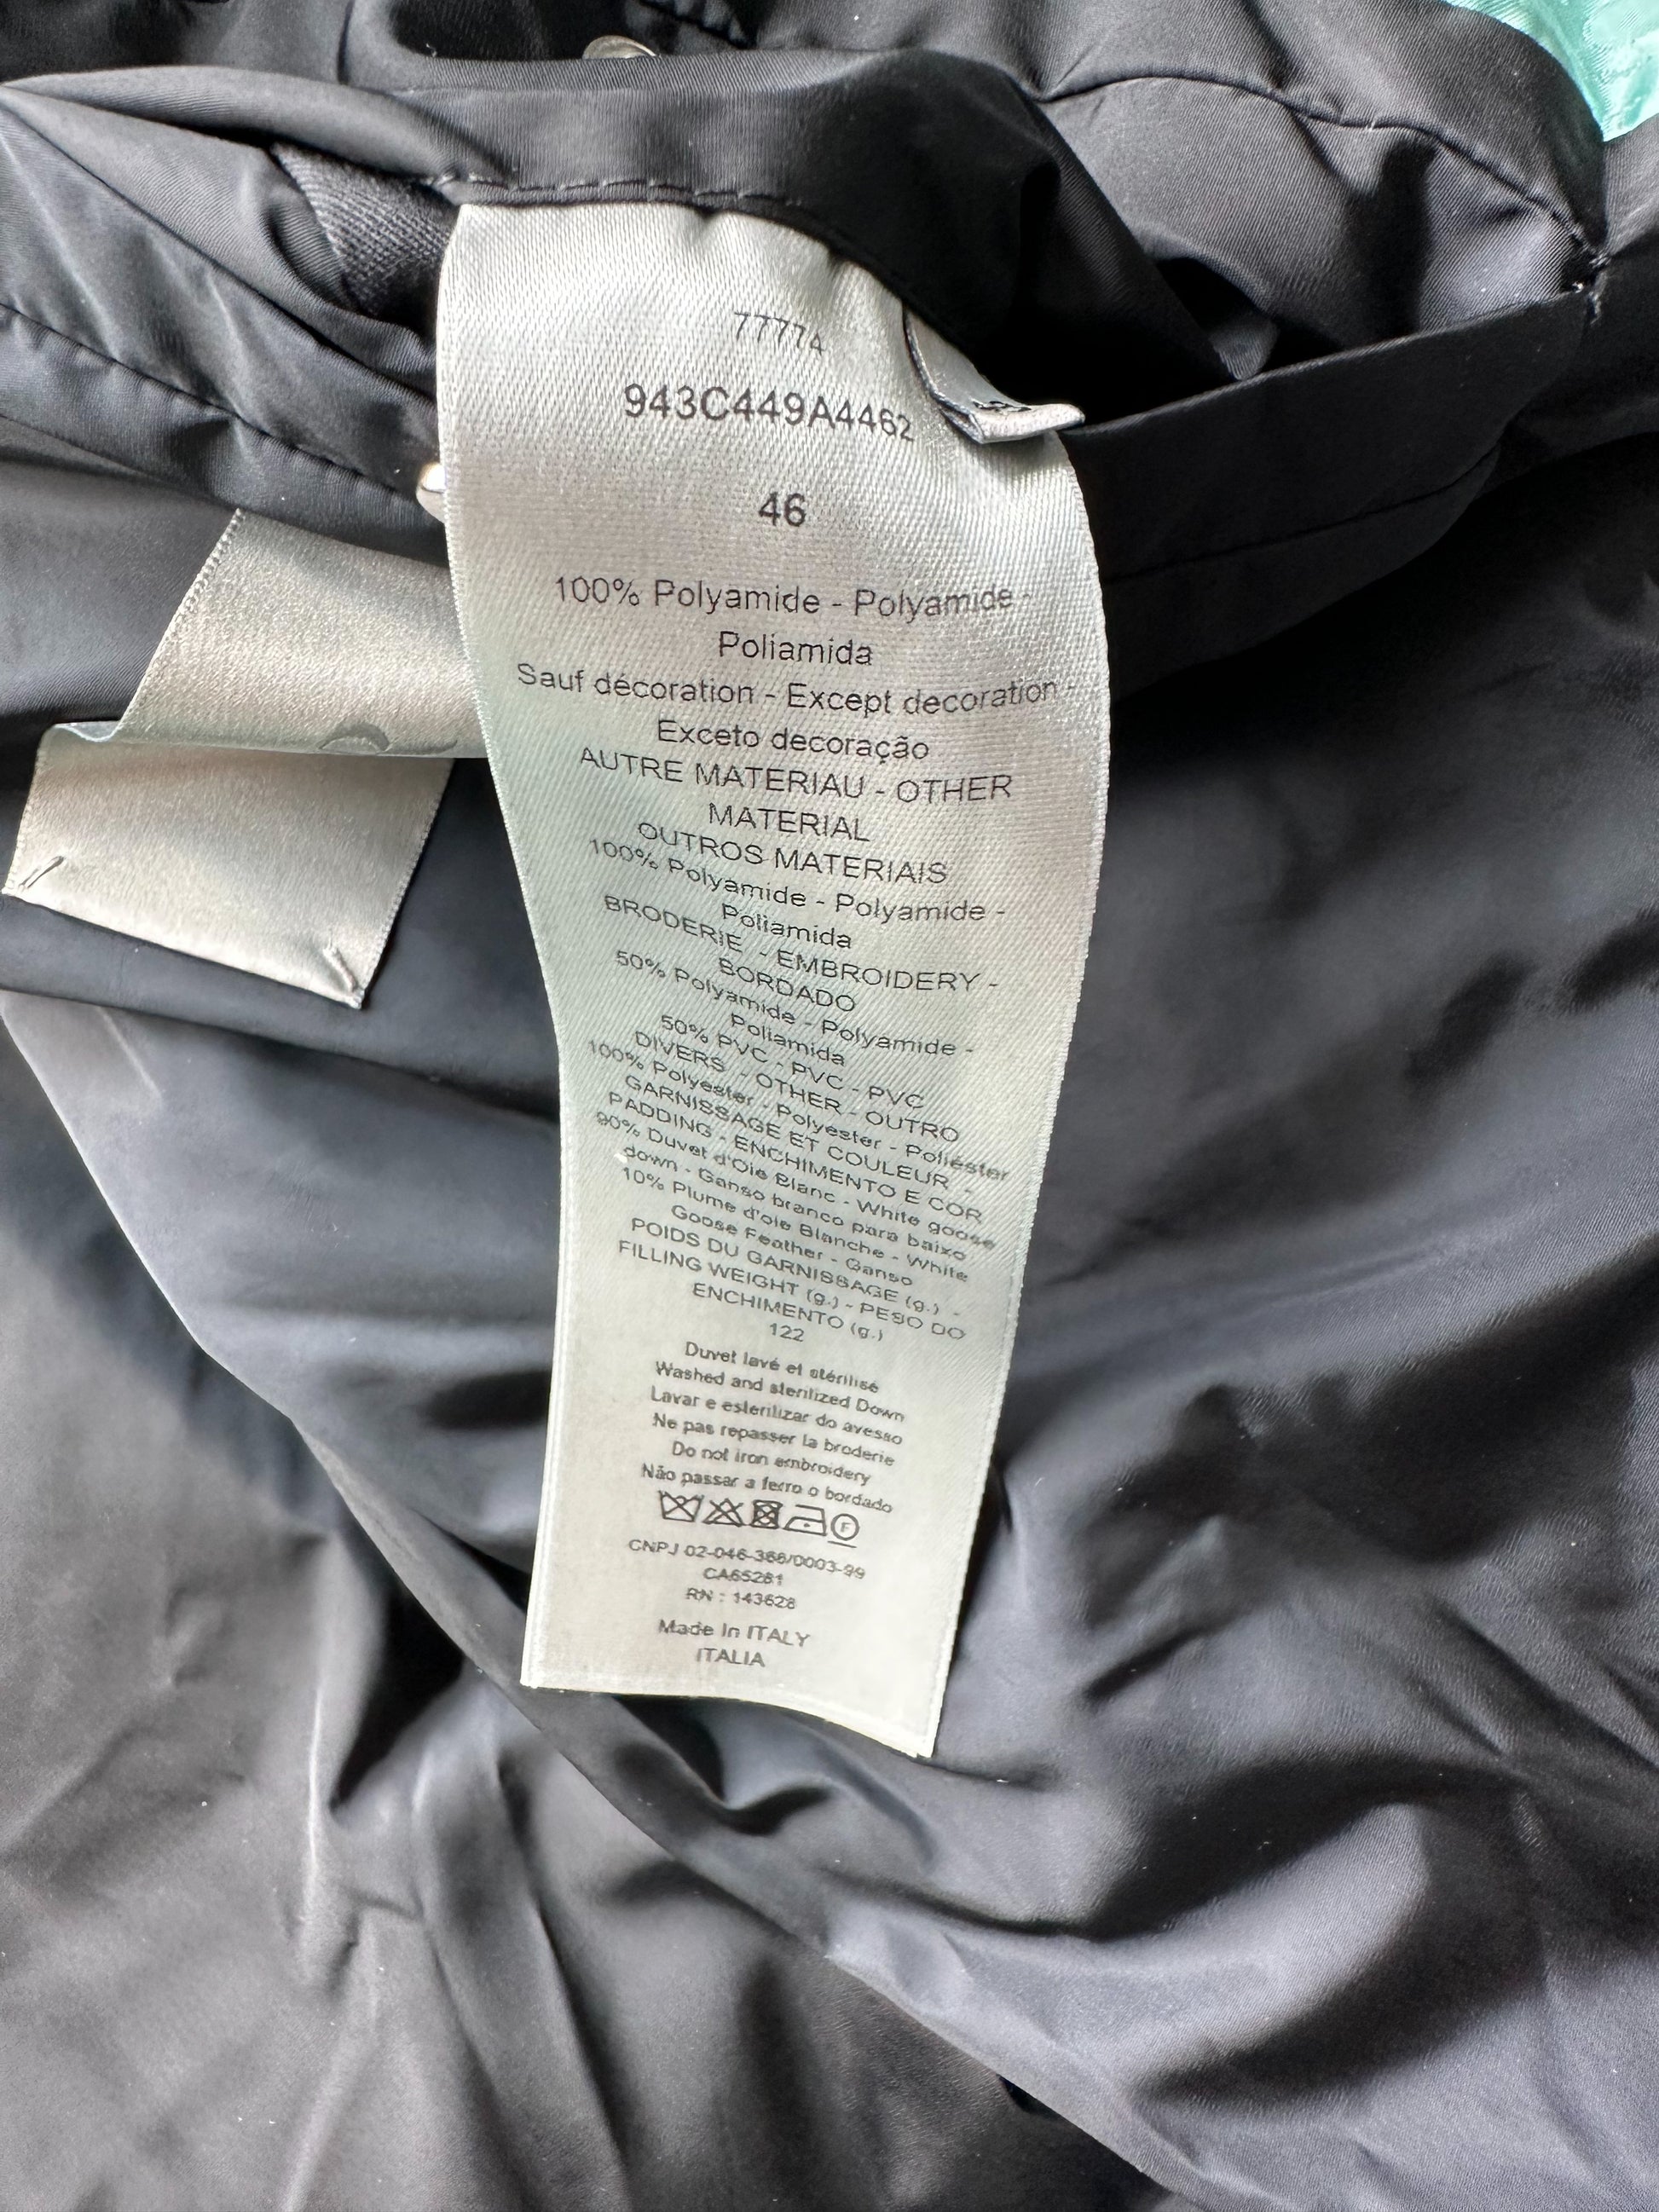 77774
943C449A4462
46
100% Polyamide - Polyamide -
Poliamida
Sauf décoration - Except decoration -
Exceto decoração
AUTRE MATERIAU - OTHER
MATERIAL
OUTROS MATERIAIS
100% Polyamide - Polyamide -
Poliamida
BRODERIE - EMBROIDERY -
BORDADO
50% Polyamide - Polyamide -
Poliamida
50% PVC - PVC - PVC
DIVERS - OTHER - OUTRO
100% Polyester - Polyester - Poliéster
GARNISSAGE ET COULEUR -
PADDING - ENCHIMENTO E COR
90% Duvet d'Oie Blanc - White goose
down - Ganso branco para baixo
10% Plume d'oie Blanche - White
Goose Feather - Ganso
POIDS DU GARNISSAGE (g.) -
FILLING WEIGHT (g.) - PESO DO
ENCHIMENTO (g.)
122
Duvet lavé et stérilisé
Washed and sterilized Down
Lavar e esterilizar do avesso
Ne pas repasser la broderie
Do not iron embroidery
Não passar a ferro o bordado
F
CNPJ 02-046-366/0003-99
CA65261
RN : 143628
Made In ITALY
ITALIA